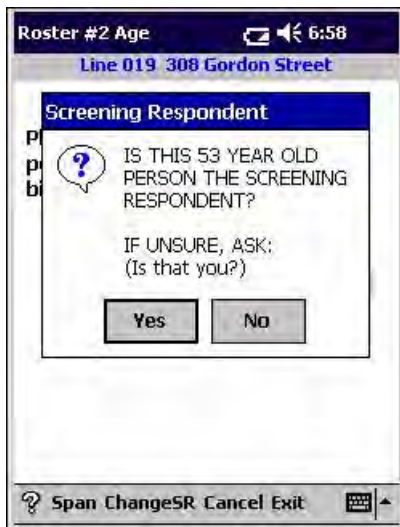 Roster #2 Age 6:58
Line 019 308 Gordon Street
Screening Respondent
IS THIS 53 YEAR OLD
PERSON THE SCREENING
RESPONDENT?
IF UNSURE, ASK:
(Is that you?)
Yes No
Span ChangeSR Cancel Exit